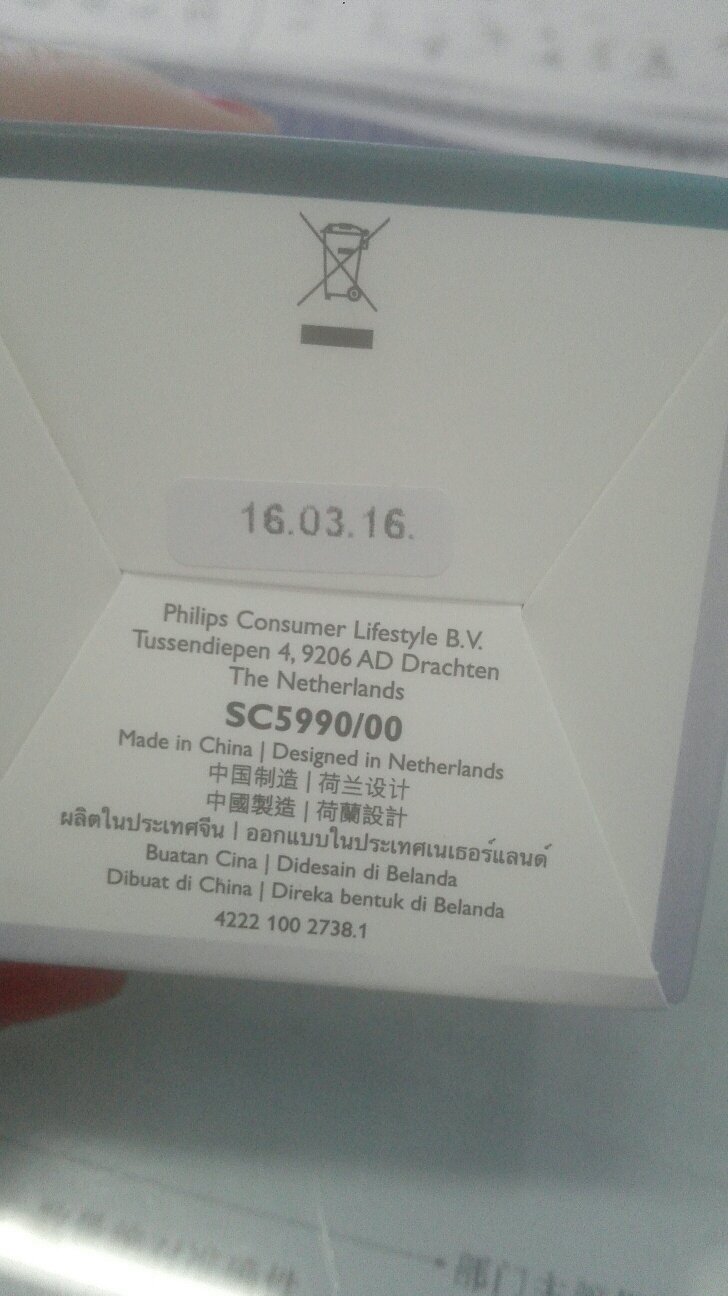 16.03.16.
Philips Consumer Lifestyle B.V.
Tussendiepen 4, 9206 AD Drachten
The Netherlands
SC5990/00
Made in China | Designed in Netherlands
中国制造 | 荷兰设计
中國製造 | 荷蘭設計
ผลิตในประเทศจีน | ออกแบบในประเทศเนเธอร์แลนด์
Buatan Cina | Didesain di Belanda
Dibuat di China | Direka bentuk di Belanda
4222 100 2738.1
部门主